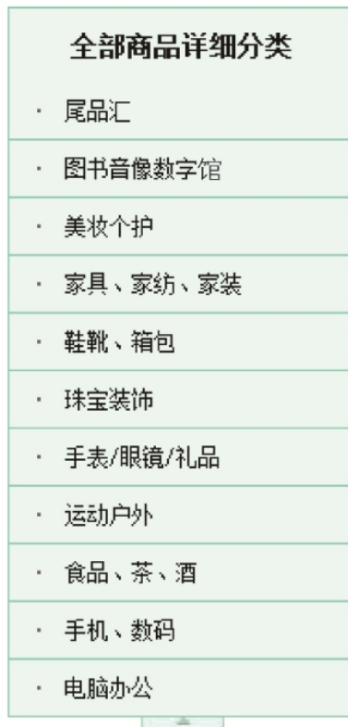 全部商品详细分类
· 尾品汇
· 图书音像数字馆
· 美妆个护
· 家具、家纺、家装
· 鞋靴、箱包
· 珠宝装饰
· 手表/眼镜/礼品
· 运动户外
· 食品、茶、酒
· 手机、数码
· 电脑办公